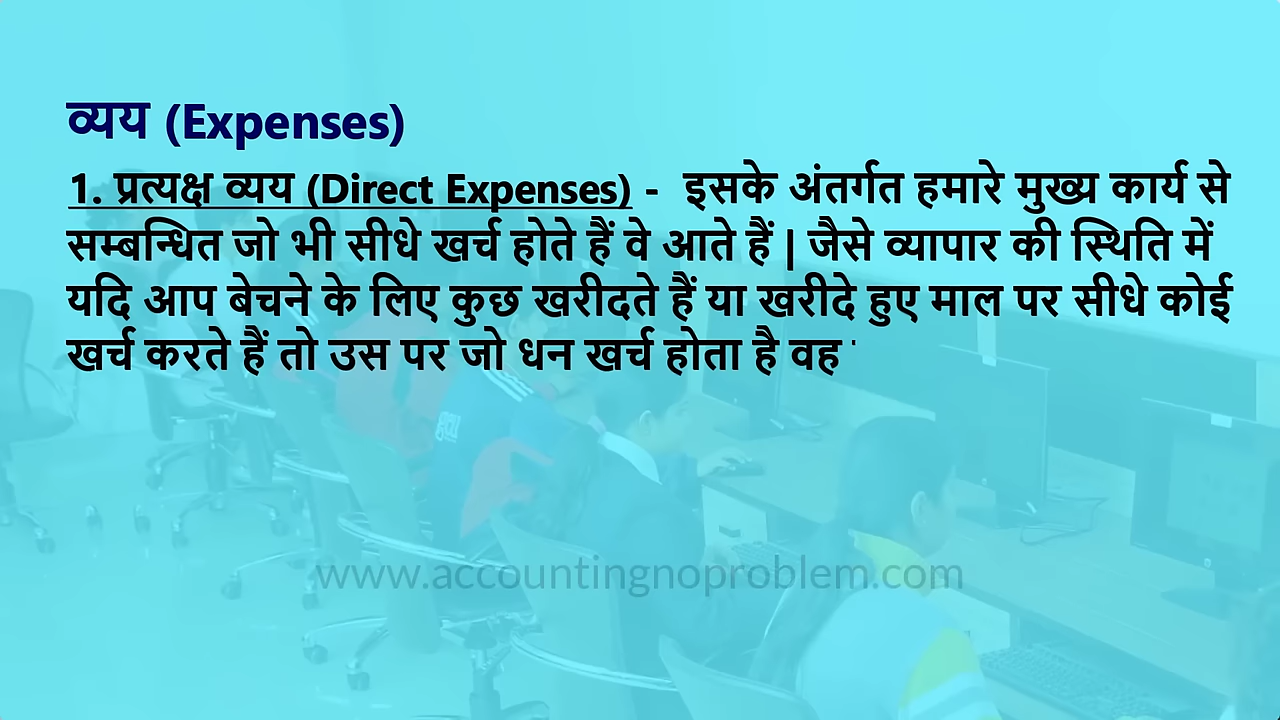 व्यय (Expenses)
1. प्रत्यक्ष व्यय (Direct Expenses) - इसके अंतर्गत हमारे मुख्य कार्य से
सम्बन्धित जो भी सीधे खर्च होते हैं वे आते हैं | जैसे व्यापार की स्थिति में
यदि आप बेचने के लिए कुछ खरीदते हैं या खरीदे हुए माल पर सीधे कोई
खर्च करते हैं तो उस पर जो धन खर्च होता है वह
www.accountingnoproblem.com